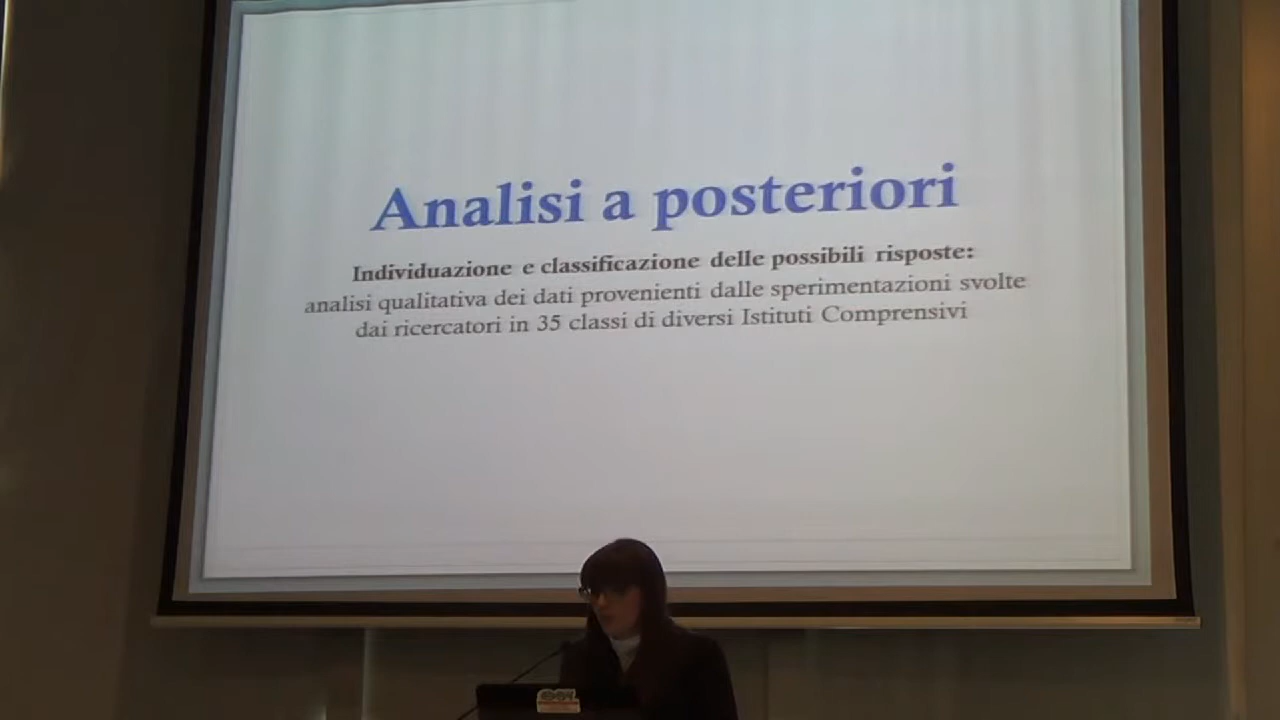 Analisi a posteriori
Individuazione e classificazione delle possibili risposte:
analisi qualitativa dei dati provenienti dalle sperimentazioni svolte
dai ricercatori in 35 classi di diversi Istituti Comprensivi